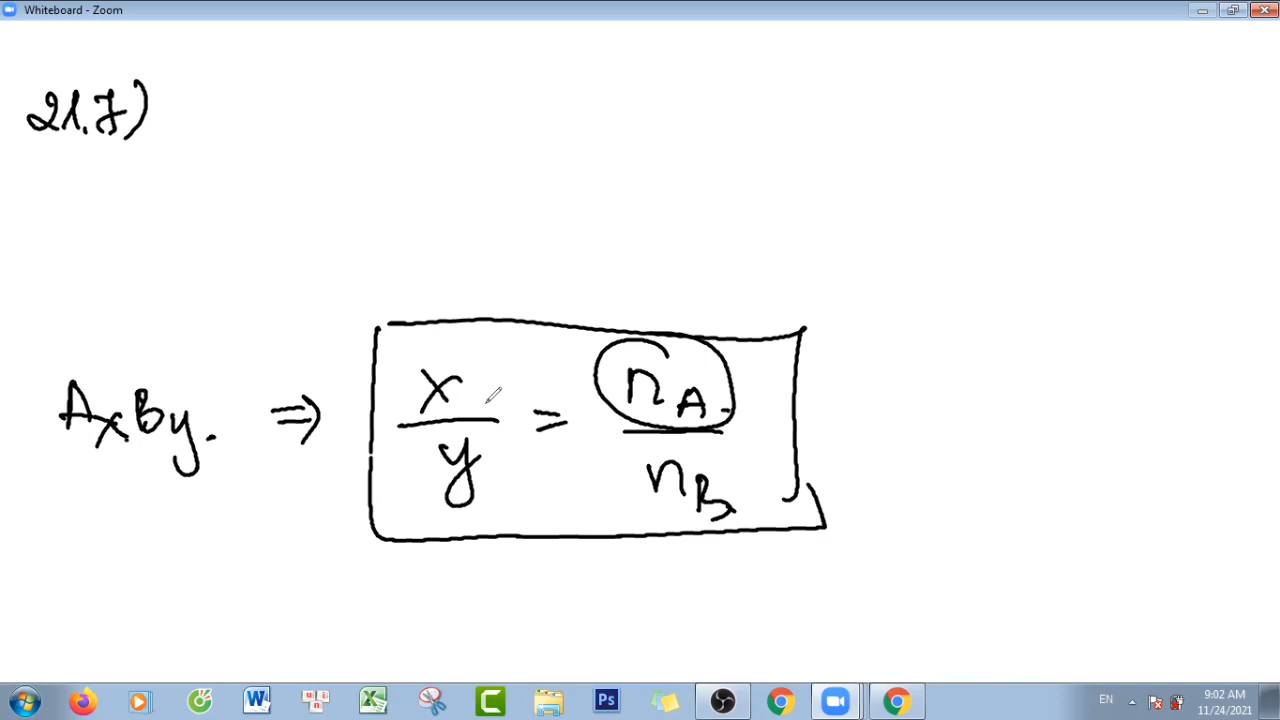 Whiteboard - Zoom
21.7)
AxBy. ⇒ x/y = nA/nB
EN
9:02 AM
11/24/2021